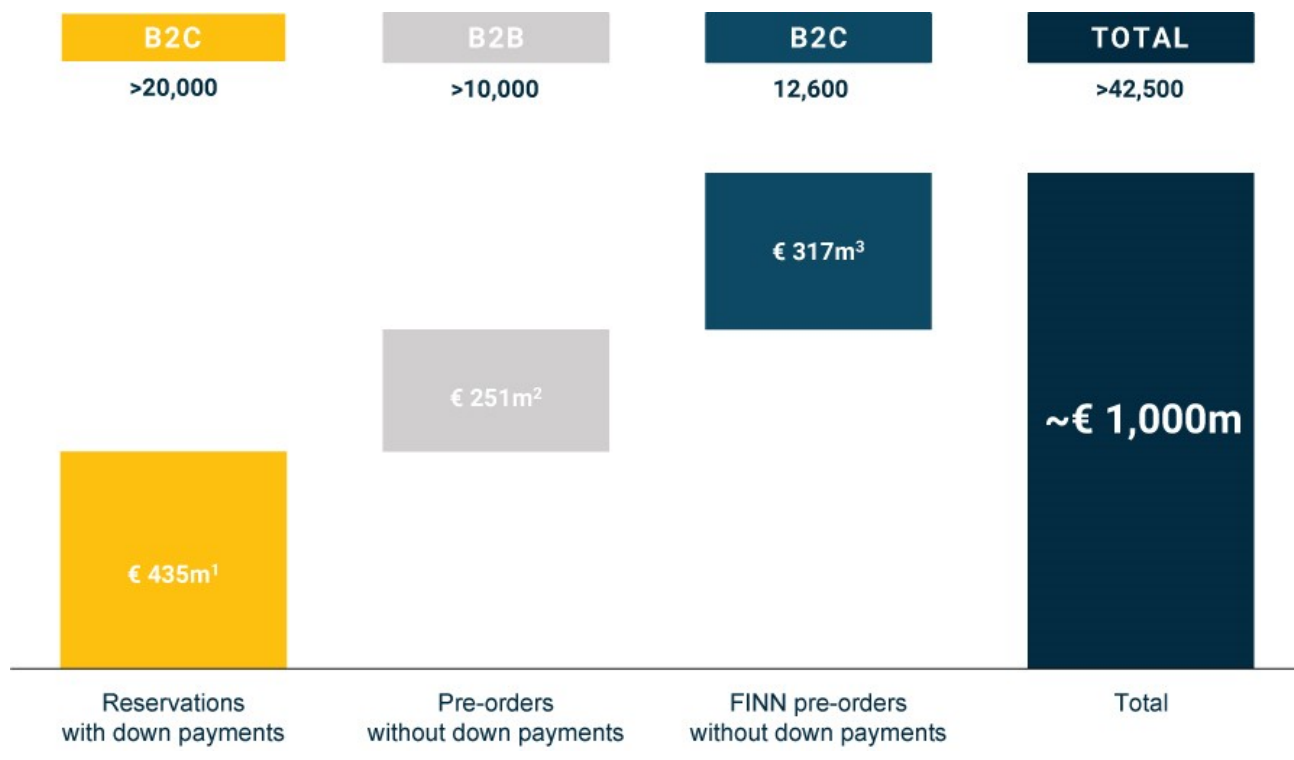 B2C
B2B
B2C
TOTAL
>20,000
>10,000
12,600
>42,500
€ 317m³
€ 251m²
~€ 1,000m
€ 435m¹
Reservations
with down payments
Pre-orders
without down payments
FINN pre-orders
without down payments
Total